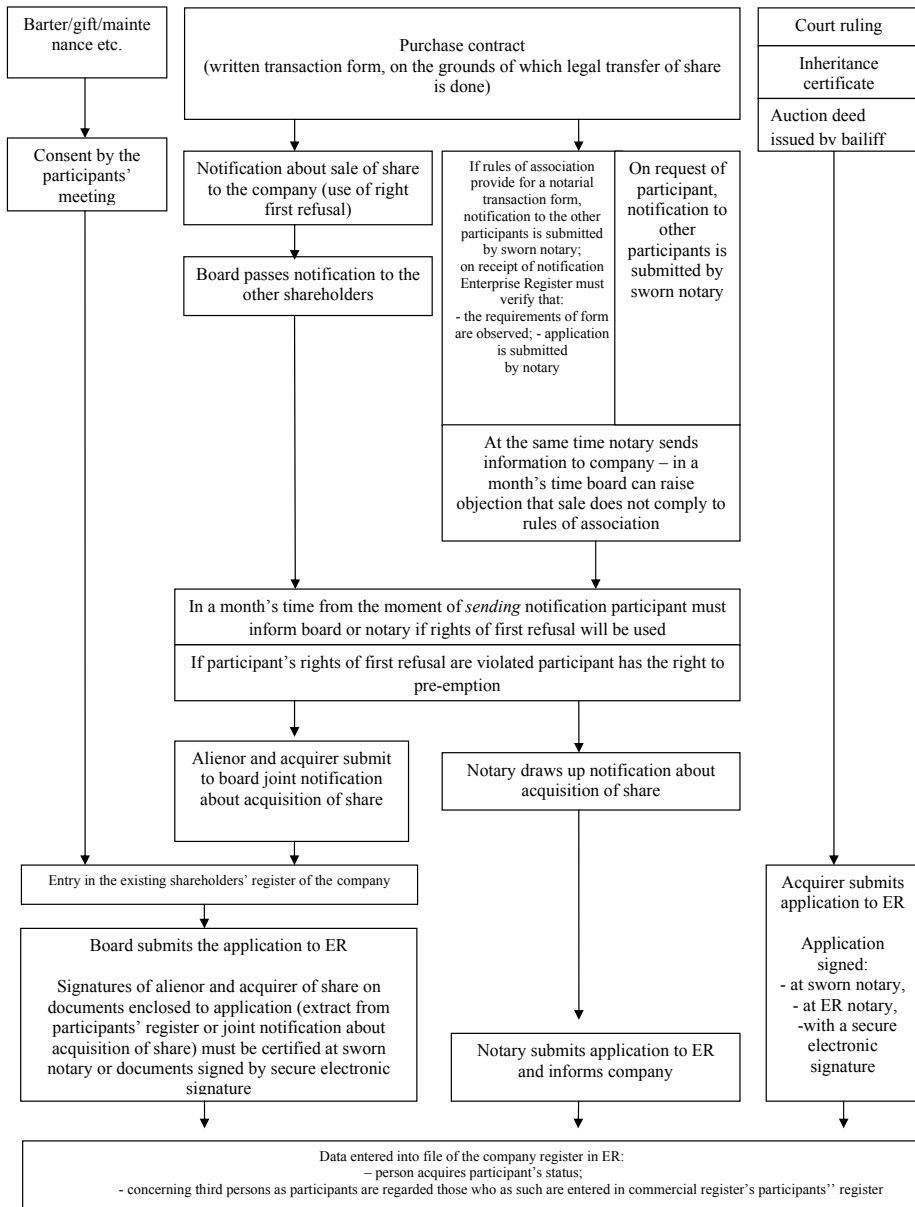 Barter/gift/mainte
nance etc.
Purchase contract
(written transaction form, on the grounds of which legal transfer of share
is done)
Court ruling
Inheritance
certificate
Auction deed
issued by bailiff
Consent by the
participants’
meeting
Notification about sale of share
to the company (use of right
first refusal)
Board passes notification to the
other shareholders
If rules of association
provide for a notarial
transaction form,
notification to the other
participants is submitted
by sworn notary;
on receipt of notification
Enterprise Register must
verify that:
- the requirements of form
are observed; - application
is submitted
by notary
On request of
participant,
notification to
other
participants is
submitted by
sworn notary
At the same time notary sends
information to company – in a
month’s time board can raise
objection that sale does not comply to
rules of association
In a month’s time from the moment of sending notification participant must
inform board or notary if rights of first refusal will be used
If participant’s rights of first refusal are violated participant has the right to
pre-emption
Alienor and acquirer submit
to board joint notification
about acquisition of share
Notary draws up notification about
acquisition of share
Entry in the existing shareholders’ register of the company
Board submits the application to ER
Signatures of alienor and acquirer of share on
documents enclosed to application (extract from
participants’ register or joint notification about
acquisition of share) must be certified at sworn
notary or documents signed by secure electronic
signature
Notary submits application to ER
and informs company
Acquirer submits
application to ER
Application
signed:
- at sworn notary,
- at ER notary,
-with a secure
electronic
signature
Data entered into file of the company register in ER:
– person acquires participant’s status;
- concerning third persons as participants are regarded those who as such are entered in commercial register’s participants’’ register